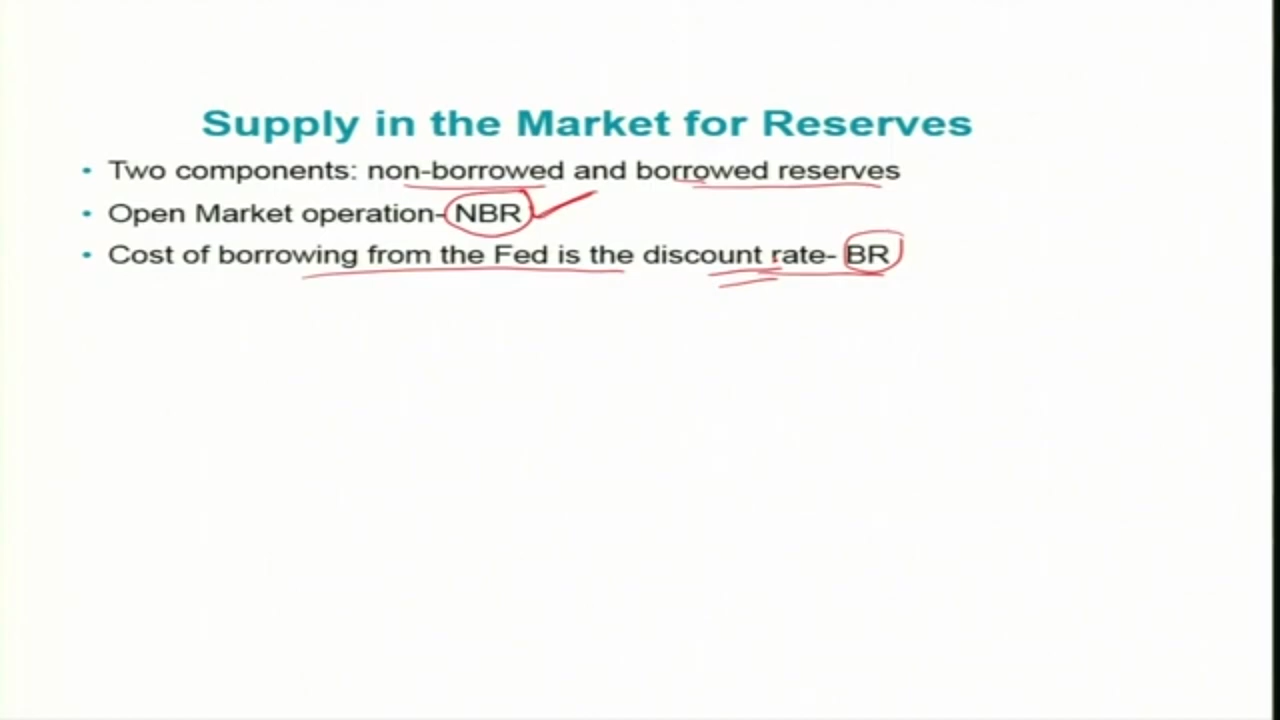 Supply in the Market for Reserves
• Two components: non-borrowed and borrowed reserves
• Open Market operation- NBR
• Cost of borrowing from the Fed is the discount rate- BR